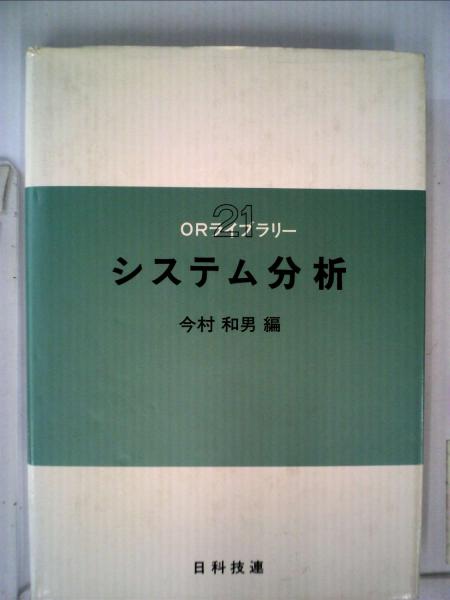 21
ORライブラリー
システム分析
今村 和男 編
日科技連